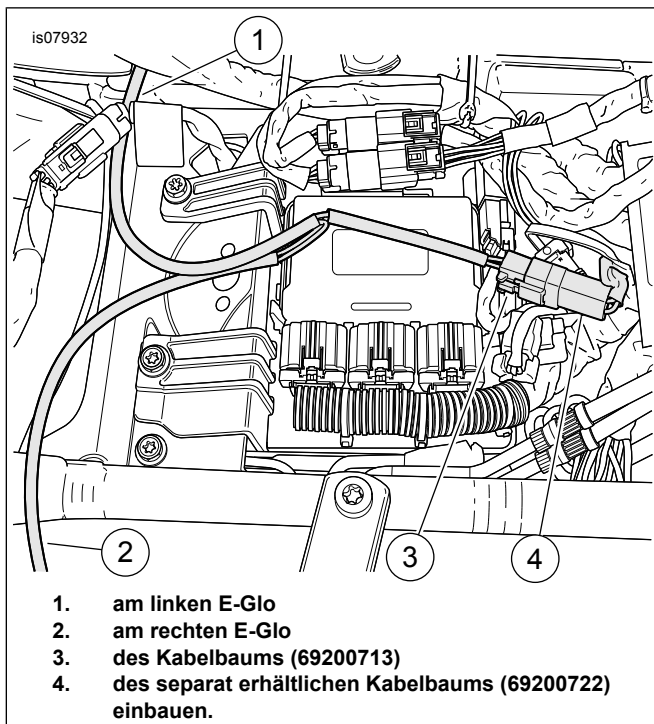 is07932
1
2
3
4
1. am linken E-Glo
2. am rechten E-Glo
3. des Kabelbaums (69200713)
4. des separat erhältlichen Kabelbaums (69200722)
einbauen.